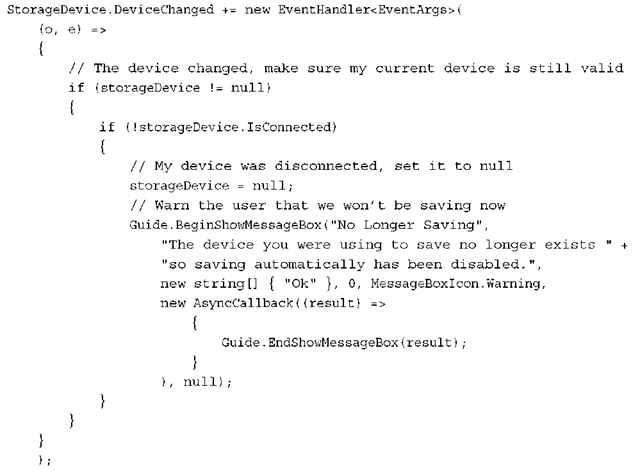 StorageDevice.DeviceChanged += new EventHandler<EventArgs>(
(o, e) =>
{
// The device changed, make sure my current device is still valid
if (storageDevice != null)
{
if (!storageDevice.IsConnected)
{
// My device was disconnected, set it to null
storageDevice = null;
// Warn the user that we won't be saving now
Guide.BeginShowMessageBox("No Longer Saving",
"The device you were using to save no longer exists " +
"so saving automatically has been disabled.",
new string[] { "Ok" }, 0, MessageBoxIcon.Warning,
new AsyncCallback((result) =>
{
Guide.EndShowMessageBox(result);
}
), null);
}
}
}
);